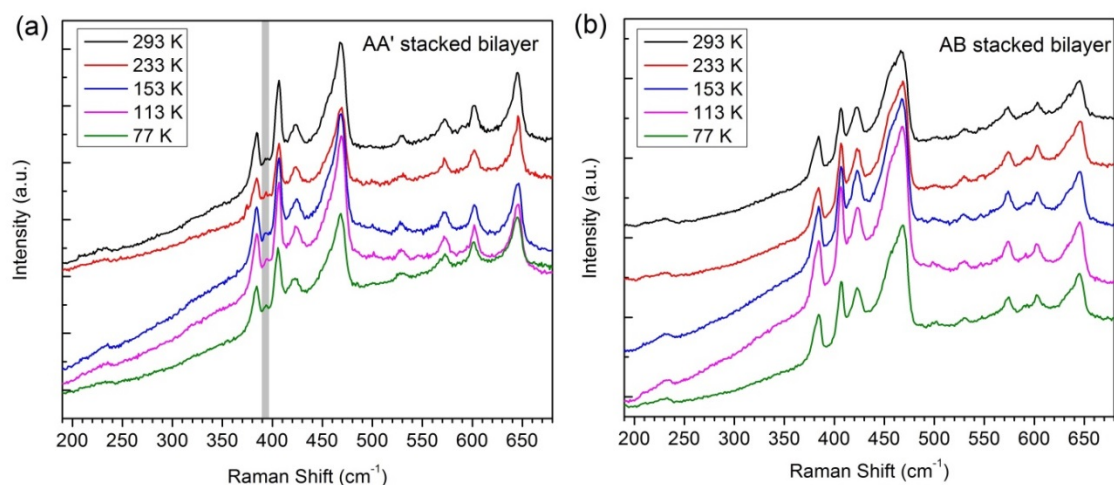 (a)
293 K
233 K
153 K
113 K
77 K
AA' stacked bilayer
Intensity (a.u.)
200 250 300 350 400 450 500 550 600 650
Raman Shift (cm⁻¹)
(b)
293 K
233 K
153 K
113 K
77 K
AB stacked bilayer
Intensity (a.u.)
200 250 300 350 400 450 500 550 600 650
Raman Shift (cm⁻¹)